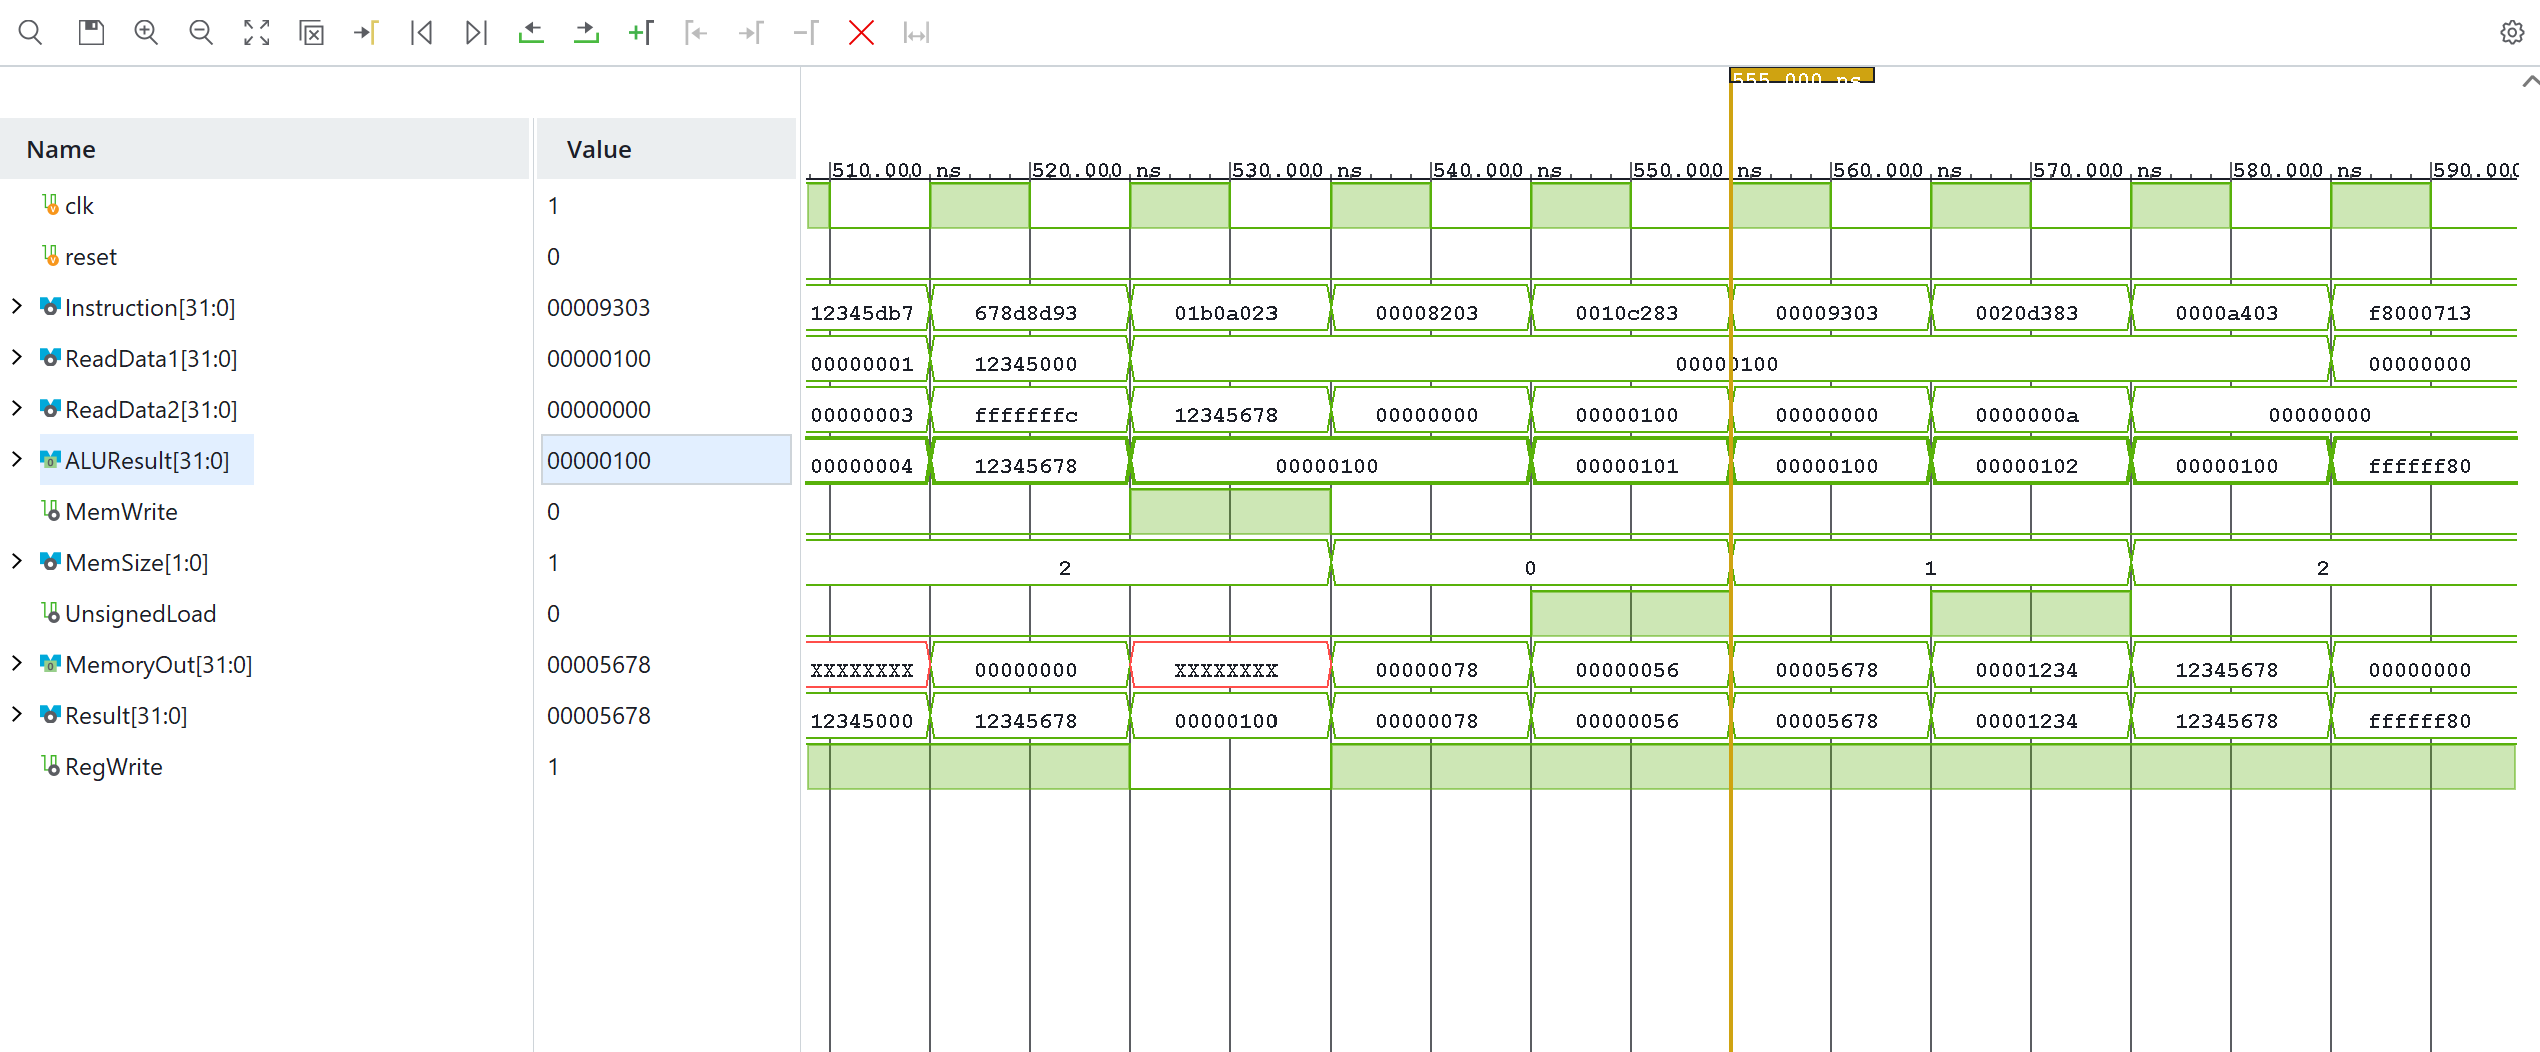 555.000 ns
Name Value
510.000 ns 520.000 ns 530.000 ns 540.000 ns 550.000 ns 560.000 ns 570.000 ns 580.000 ns 590.000
clk 1
reset 0
Instruction[31:0] 00009303 12345db7 678d8d93 01b0a023 00008203 0010c283 00009303 0020d383 0000a403 f8000713
ReadData1[31:0] 00000100 00000001 12345000 00000100 00000000
ReadData2[31:0] 00000000 00000003 fffffffc 12345678 00000000 00000100 00000000 0000000a 00000000
ALUResult[31:0] 00000100 00000004 12345678 00000100 00000101 00000100 00000102 00000100 ffffff80
MemWrite 0
MemSize[1:0] 1 2 0 1 2
UnsignedLoad 0
MemoryOut[31:0] 00005678 XXXXXXXX 00000000 XXXXXXXX 00000078 00000056 00005678 00001234 12345678 00000000
Result[31:0] 00005678 12345000 12345678 00000100 00000078 00000056 00005678 00001234 12345678 ffffff80
RegWrite 1